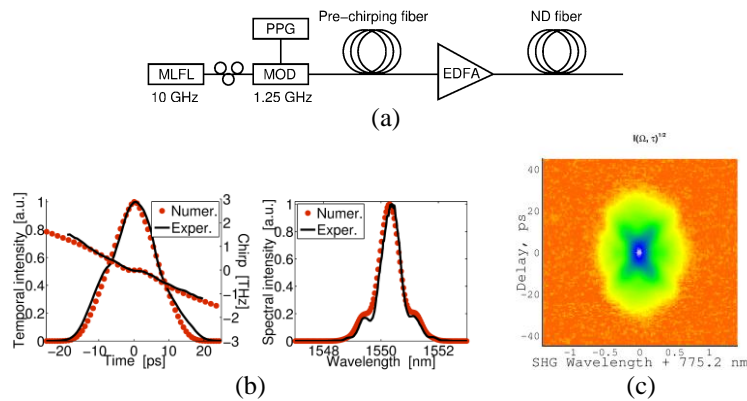 PPG
Pre-chirping fiber
ND fiber
MLFL
MOD
EDFA
10 GHz
1.25 GHz
(a)
I(Ω, τ)^1/2
Temporal intensity [a.u.]
1
0.8
0.6
0.4
0.2
0
Numer.
Exper.
3
2
1
0
-1
-2
-3
Chirp [THz]
-20 -10 0 10 20
Time [ps]
Spectral intensity [a.u.]
1
0.8
0.6
0.4
0.2
0
Numer.
Exper.
1548 1550 1552
Wavelength [nm]
(b)
Delay, ps
40
20
0
-20
-40
-1 -0.5 0 0.5 1
SHG Wavelength + 775.2 nm
(c)